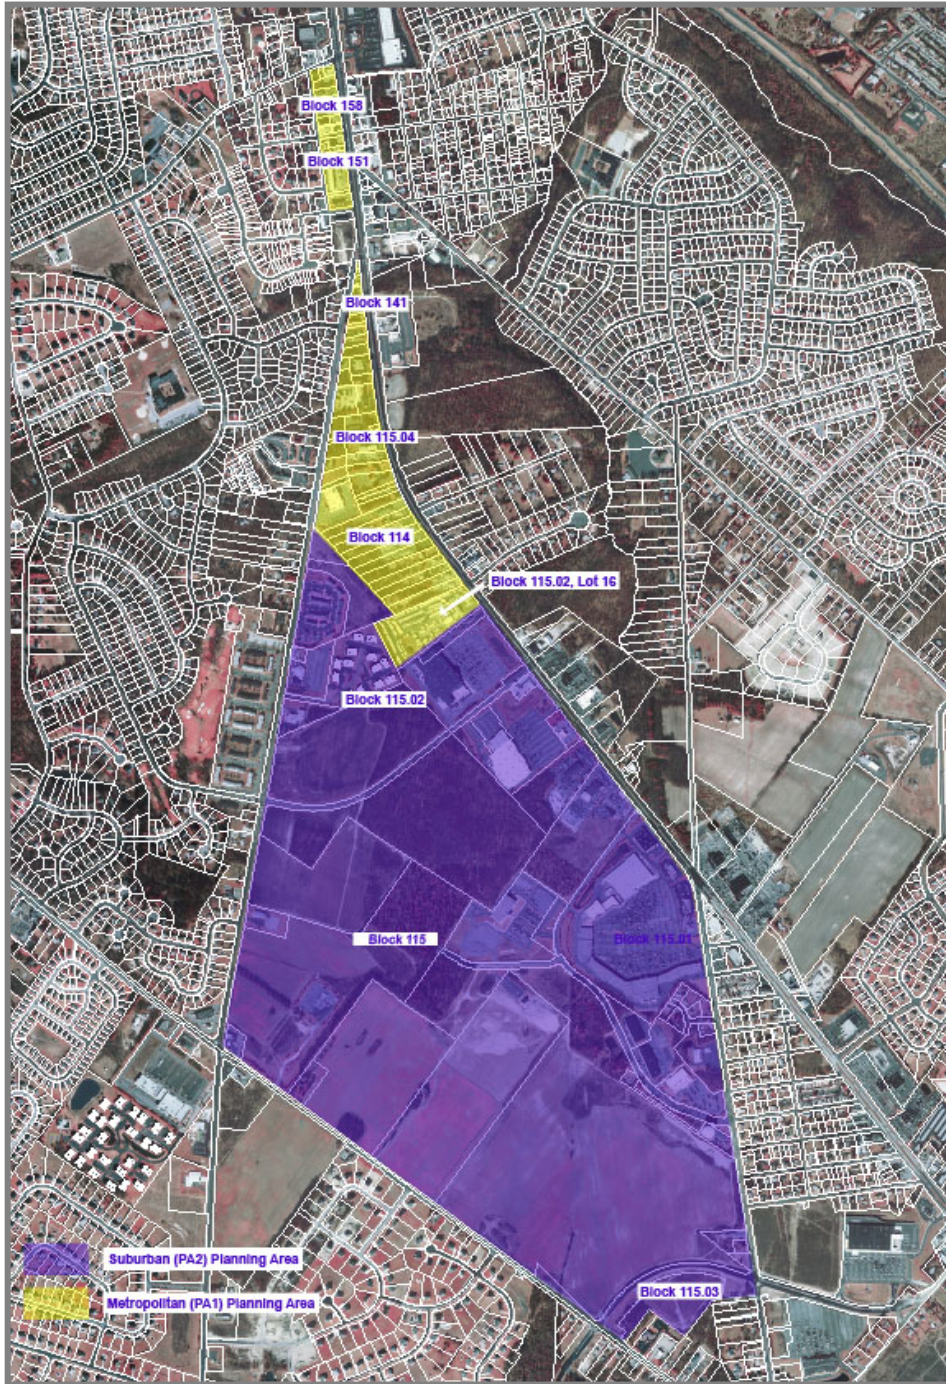 Block 158
Block 151
Block 141
Block 115.04
Block 114
Block 115.02, Lot 16
Block 115.02
Block 115
Block 115.01
Suburban (PA2) Planning Area
Block 115.03
Metropolitan (PA1) Planning Area